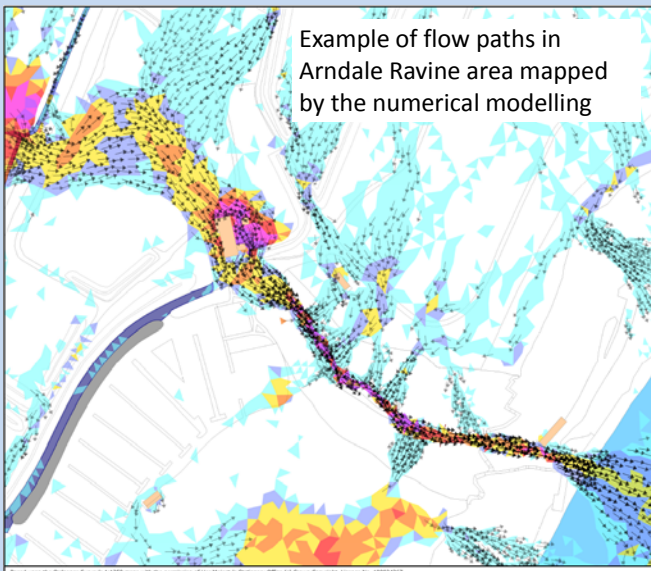 Example of flow paths in
Arndale Ravine area mapped
by the numerical modelling